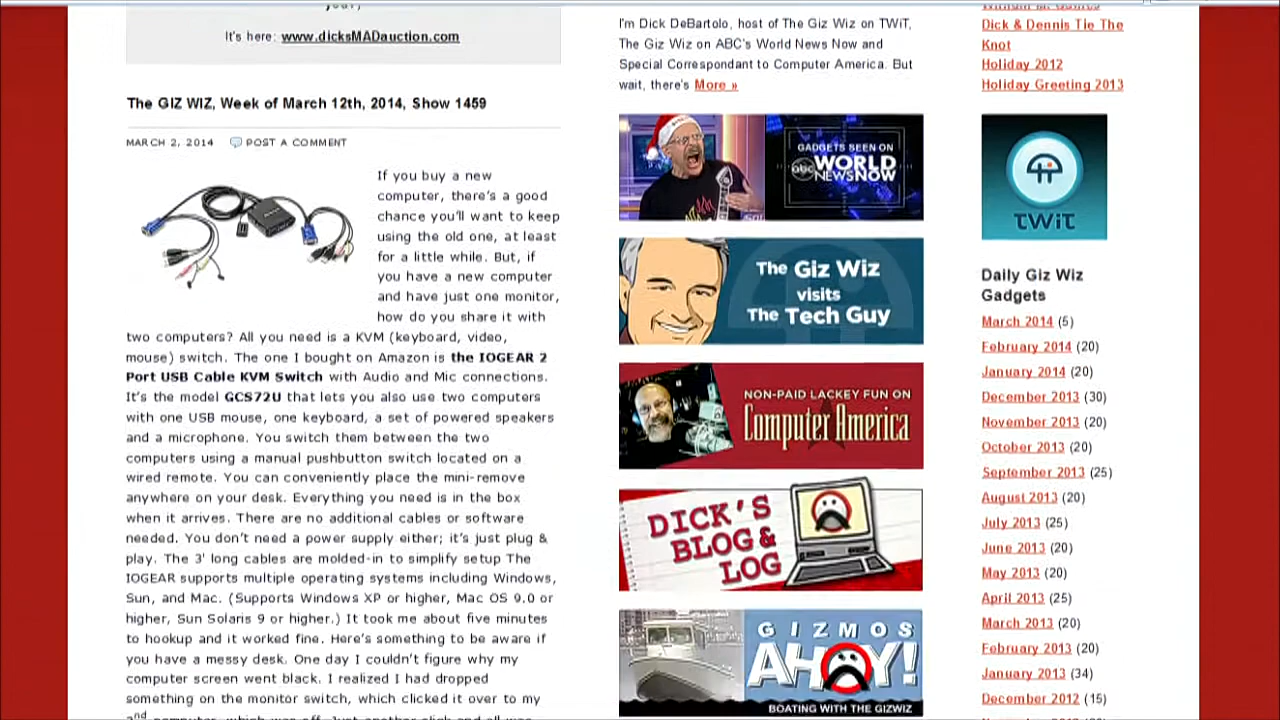 It's here: www.dicksMADauction.com
The GIZ WIZ, Week of March 12th, 2014, Show 1459
MARCH 2, 2014 POST A COMMENT
If you buy a new
computer, there's a good
chance you'll want to keep
using the old one, at least
for a little while. But, if
you have a new computer
and have just one monitor,
how do you share it with
two computers? All you need is a KVM (keyboard, video,
mouse) switch. The one I bought on Amazon is the IOGEAR 2
Port USB Cable KVM Switch with Audio and Mic connections.
It's the model GCS72U that lets you also use two computers
with one USB mouse, one keyboard, a set of powered speakers
and a microphone. You switch them between the two
computers using a manual pushbutton switch located on a
wired remote. You can conveniently place the mini-remove
anywhere on your desk. Everything you need is in the box
when it arrives. There are no additional cables or software
needed. You don't need a power supply either; it's just plug &
play. The 3' long cables are molded-in to simplify setup The
IOGEAR supports multiple operating systems including Windows,
Sun, and Mac. (Supports Windows XP or higher, Mac OS 9.0 or
higher, Sun Solaris 9 or higher.) It took me about five minutes
to hookup and it worked fine. Here's something to be aware if
you have a messy desk. One day I couldn't figure why my
computer screen went black. I realized I had dropped
something on the monitor switch, which clicked it over to my
I'm Dick DeBartolo, host of The Giz Wiz on TWiT,
The Giz Wiz on ABC's World News Now and
Special Correspondant to Computer America. But
wait, there's More »
GADGETS SEEN ON
abc WORLD
NEWS NOW
The Giz Wiz
visits
The Tech Guy
NON-PAID LACKEY FUN ON
Computer America
DICK'S
BLOG &
LOG
GIZMOS
AHOY!
BOATING WITH THE GIZWIZ
Dick & Dennis Tie The
Knot
Holiday 2012
Holiday Greeting 2013
TWiT
Daily Giz Wiz
Gadgets
March 2014 (5)
February 2014 (20)
January 2014 (20)
December 2013 (30)
November 2013 (20)
October 2013 (20)
September 2013 (25)
August 2013 (20)
July 2013 (25)
June 2013 (20)
May 2013 (20)
April 2013 (25)
March 2013 (20)
February 2013 (20)
January 2013 (34)
December 2012 (15)